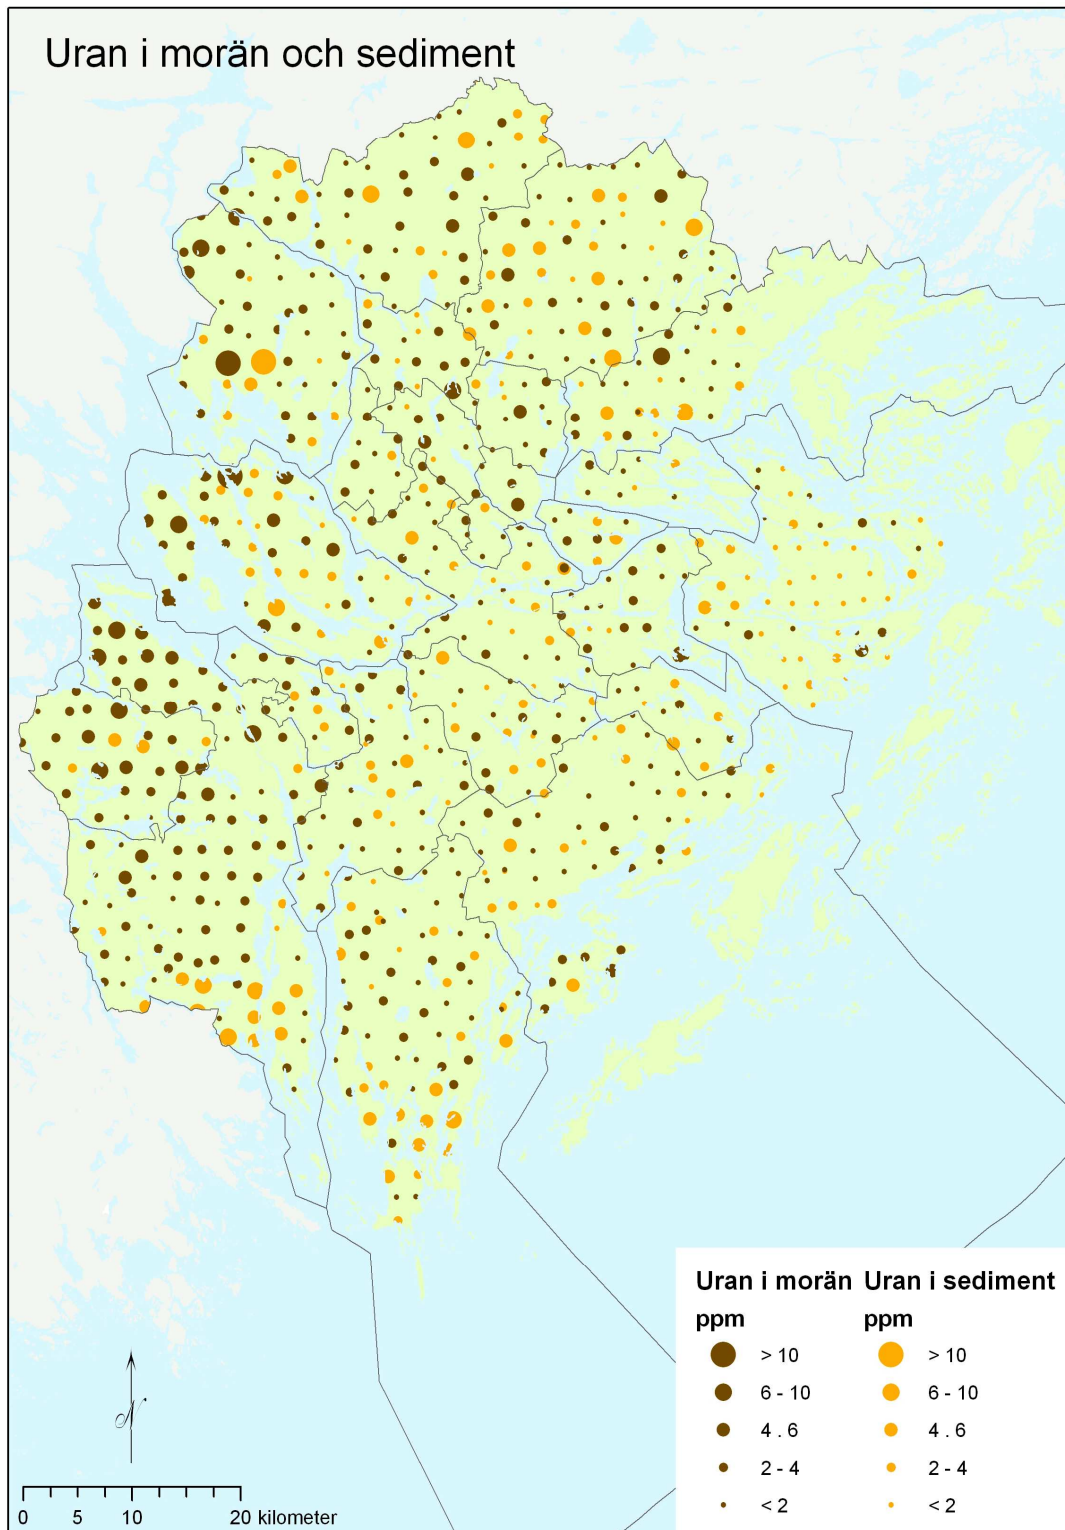 Uran i morän och sediment
Uran i morän Uran i sediment
ppm ppm
> 10 > 10
6 - 10 6 - 10
4 . 6 4 . 6
2 - 4 2 - 4
< 2 < 2
N
0 5 10 20 kilometer